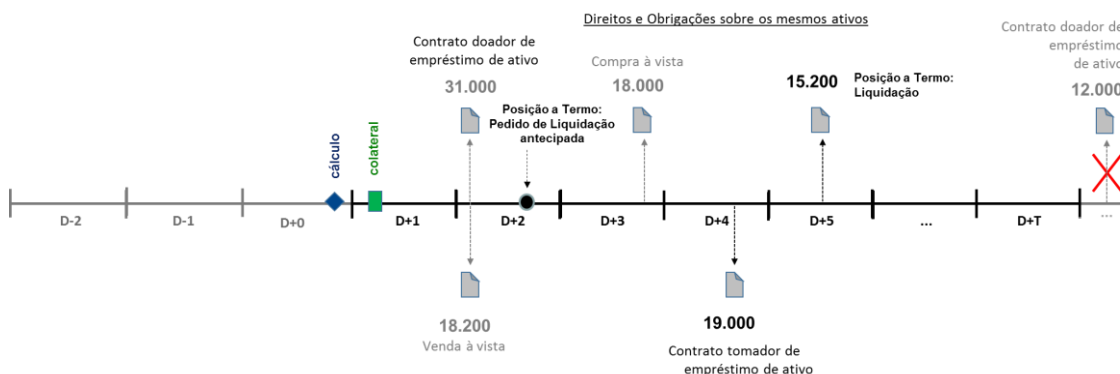 Direitos e Obrigações sobre os mesmos ativos
Contrato doador de
empréstimo de ativo
31.000
Compra à vista
18.000
15.200
Posição a Termo:
Liquidação
Contrato doador de
empréstimo
de ativo
12.000
Posição a Termo:
Pedido de Liquidação
antecipada
cálculo
colateral
D-2
D-1
D+0
D+1
D+2
D+3
D+4
D+5
...
D+T
...
18.200
Venda à vista
19.000
Contrato tomador de
empréstimo de ativo